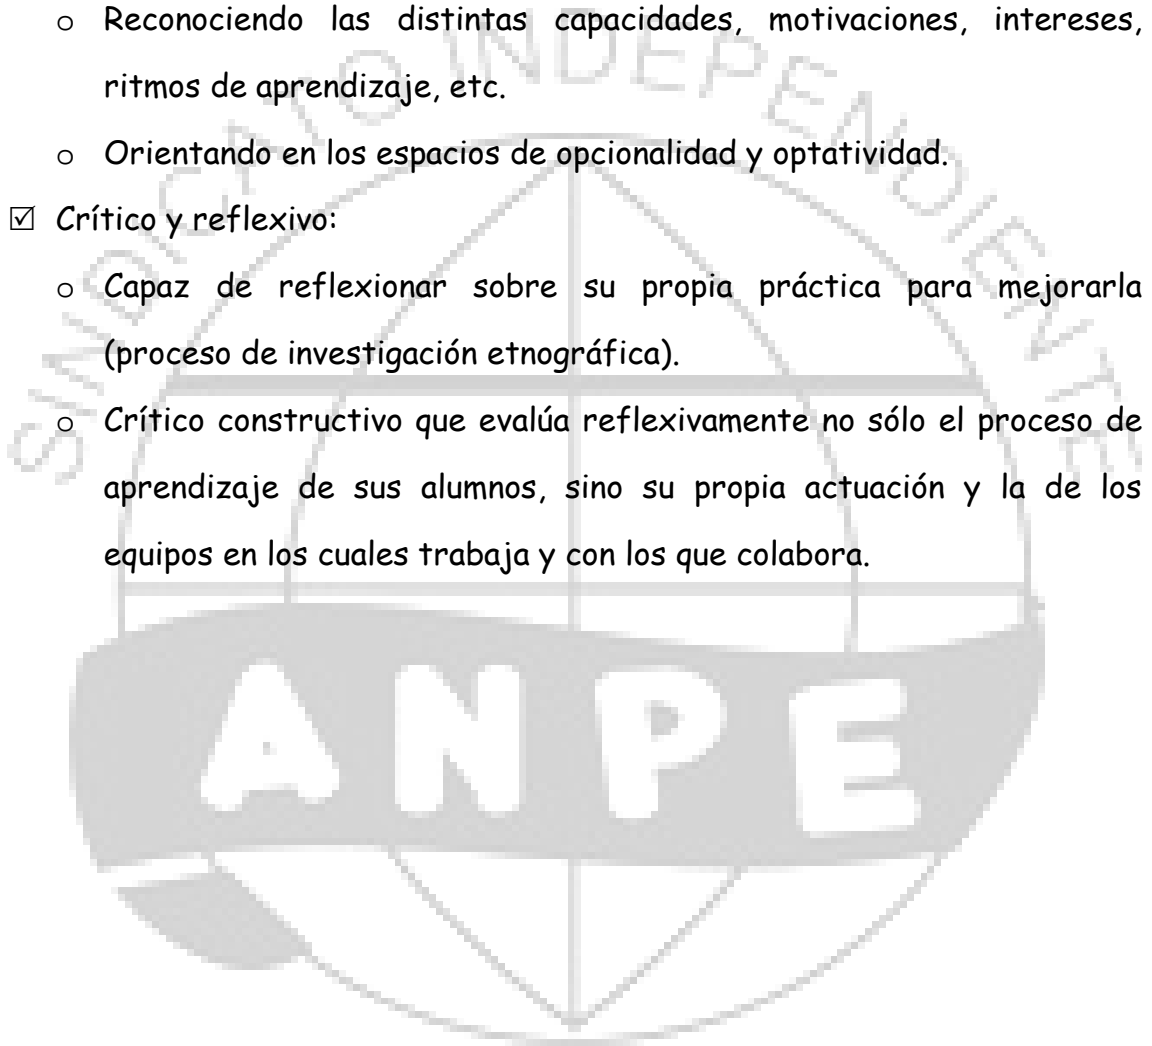 o Reconociendo las distintas capacidades, motivaciones, intereses,
ritmos de aprendizaje, etc.
o Orientando en los espacios de opcionalidad y optatividad.
☑ Crítico y reflexivo:
o Capaz de reflexionar sobre su propia práctica para mejorarla
(proceso de investigación etnográfica).
o Crítico constructivo que evalúa reflexivamente no sólo el proceso de
aprendizaje de sus alumnos, sino su propia actuación y la de los
equipos en los cuales trabaja y con los que colabora.
SINDICATO INDEPENDIENTE
ANPE